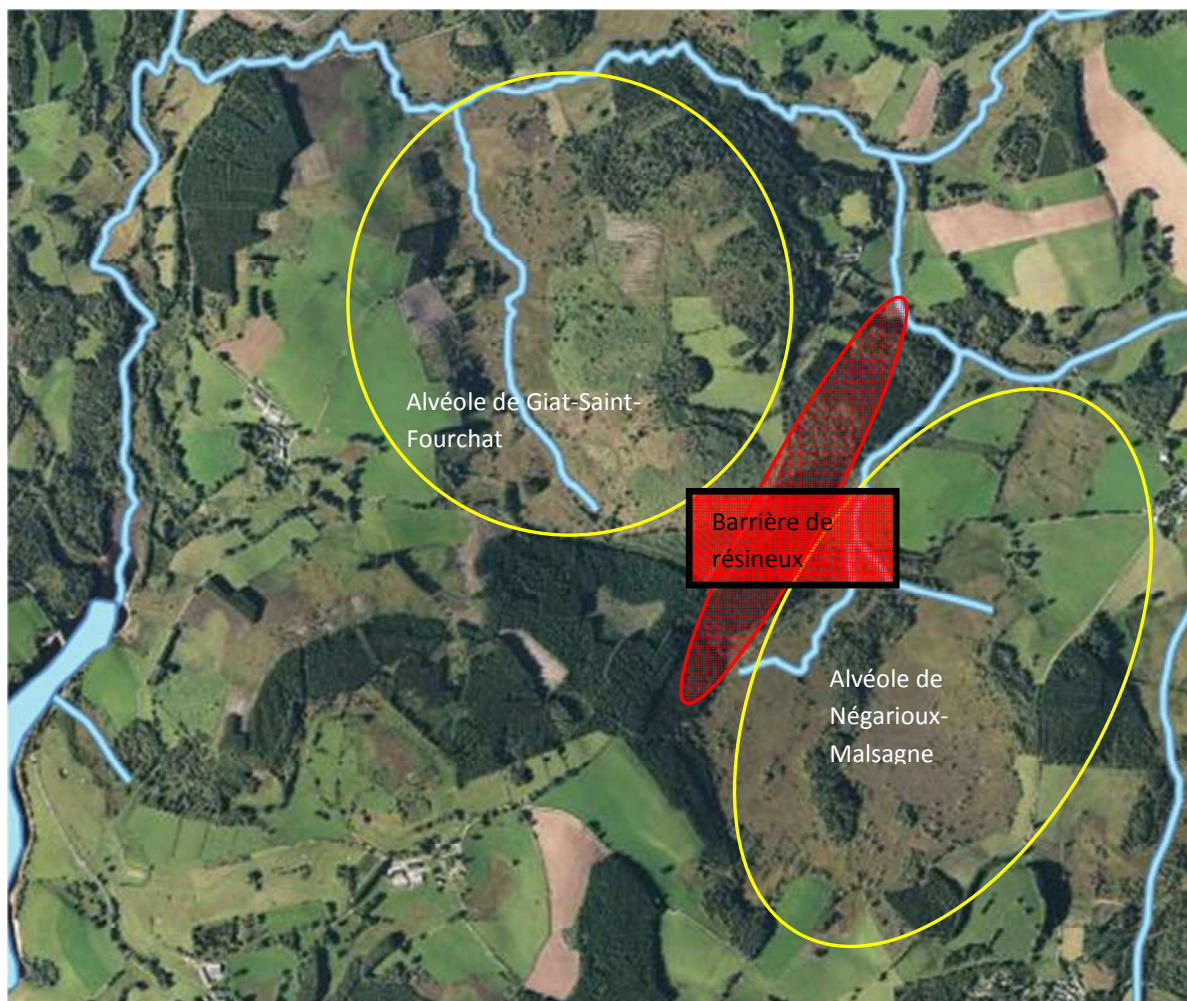 Alvéole de Giat-Saint-
Fourchat
Barrière de
résineux
Alvéole de
Négarioux-
Malsagne